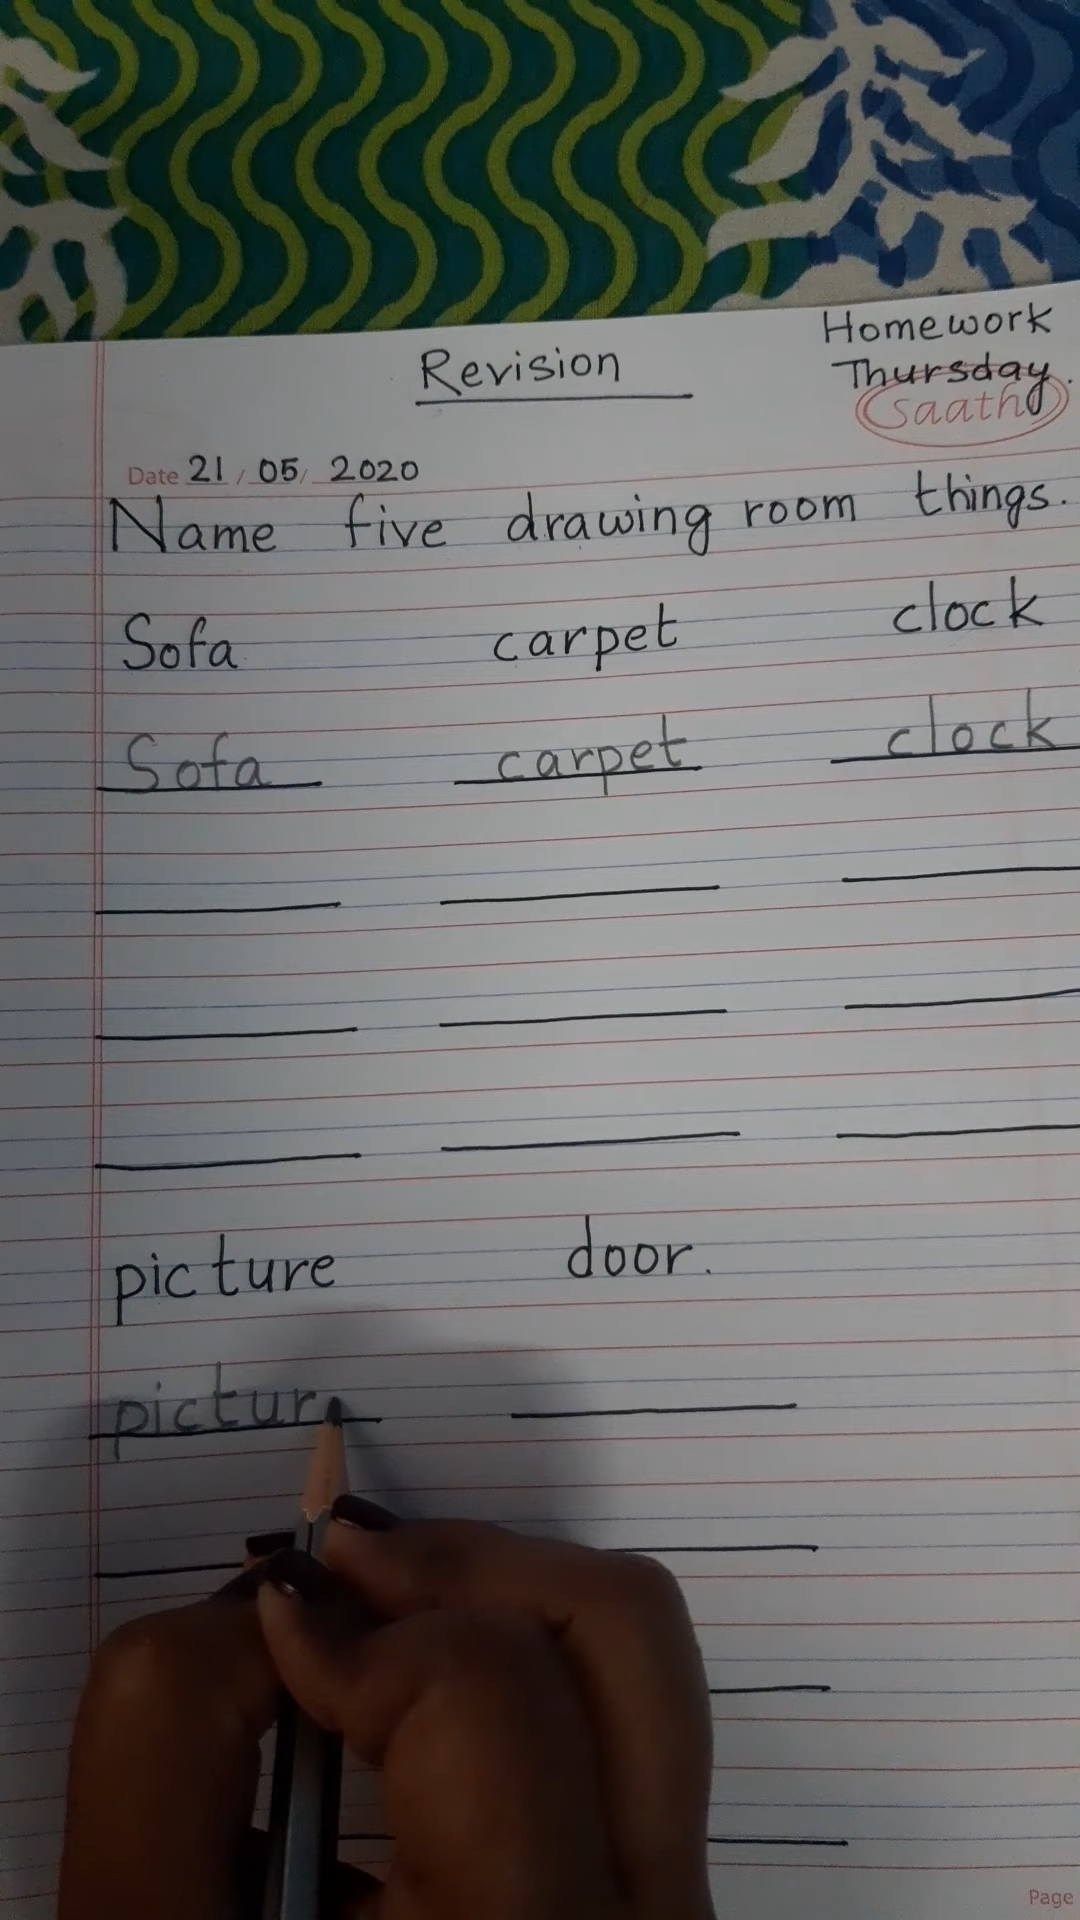 Homework
Revision
Thursday.
saath
Date 21/05/2020
Name five drawing room things.
Sofa carpet clock
Sofa carpet clock
picture door.
pictur
Page